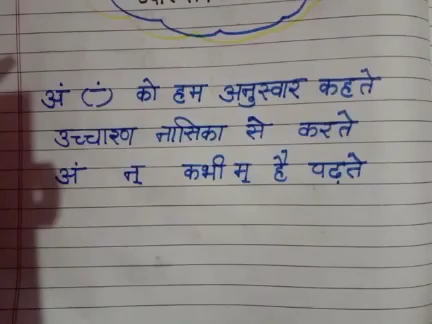 अं (ं) को हम अनुस्वार कहते
उच्चारण नासिका से करते
अं न् कभी म् है पढ़ते